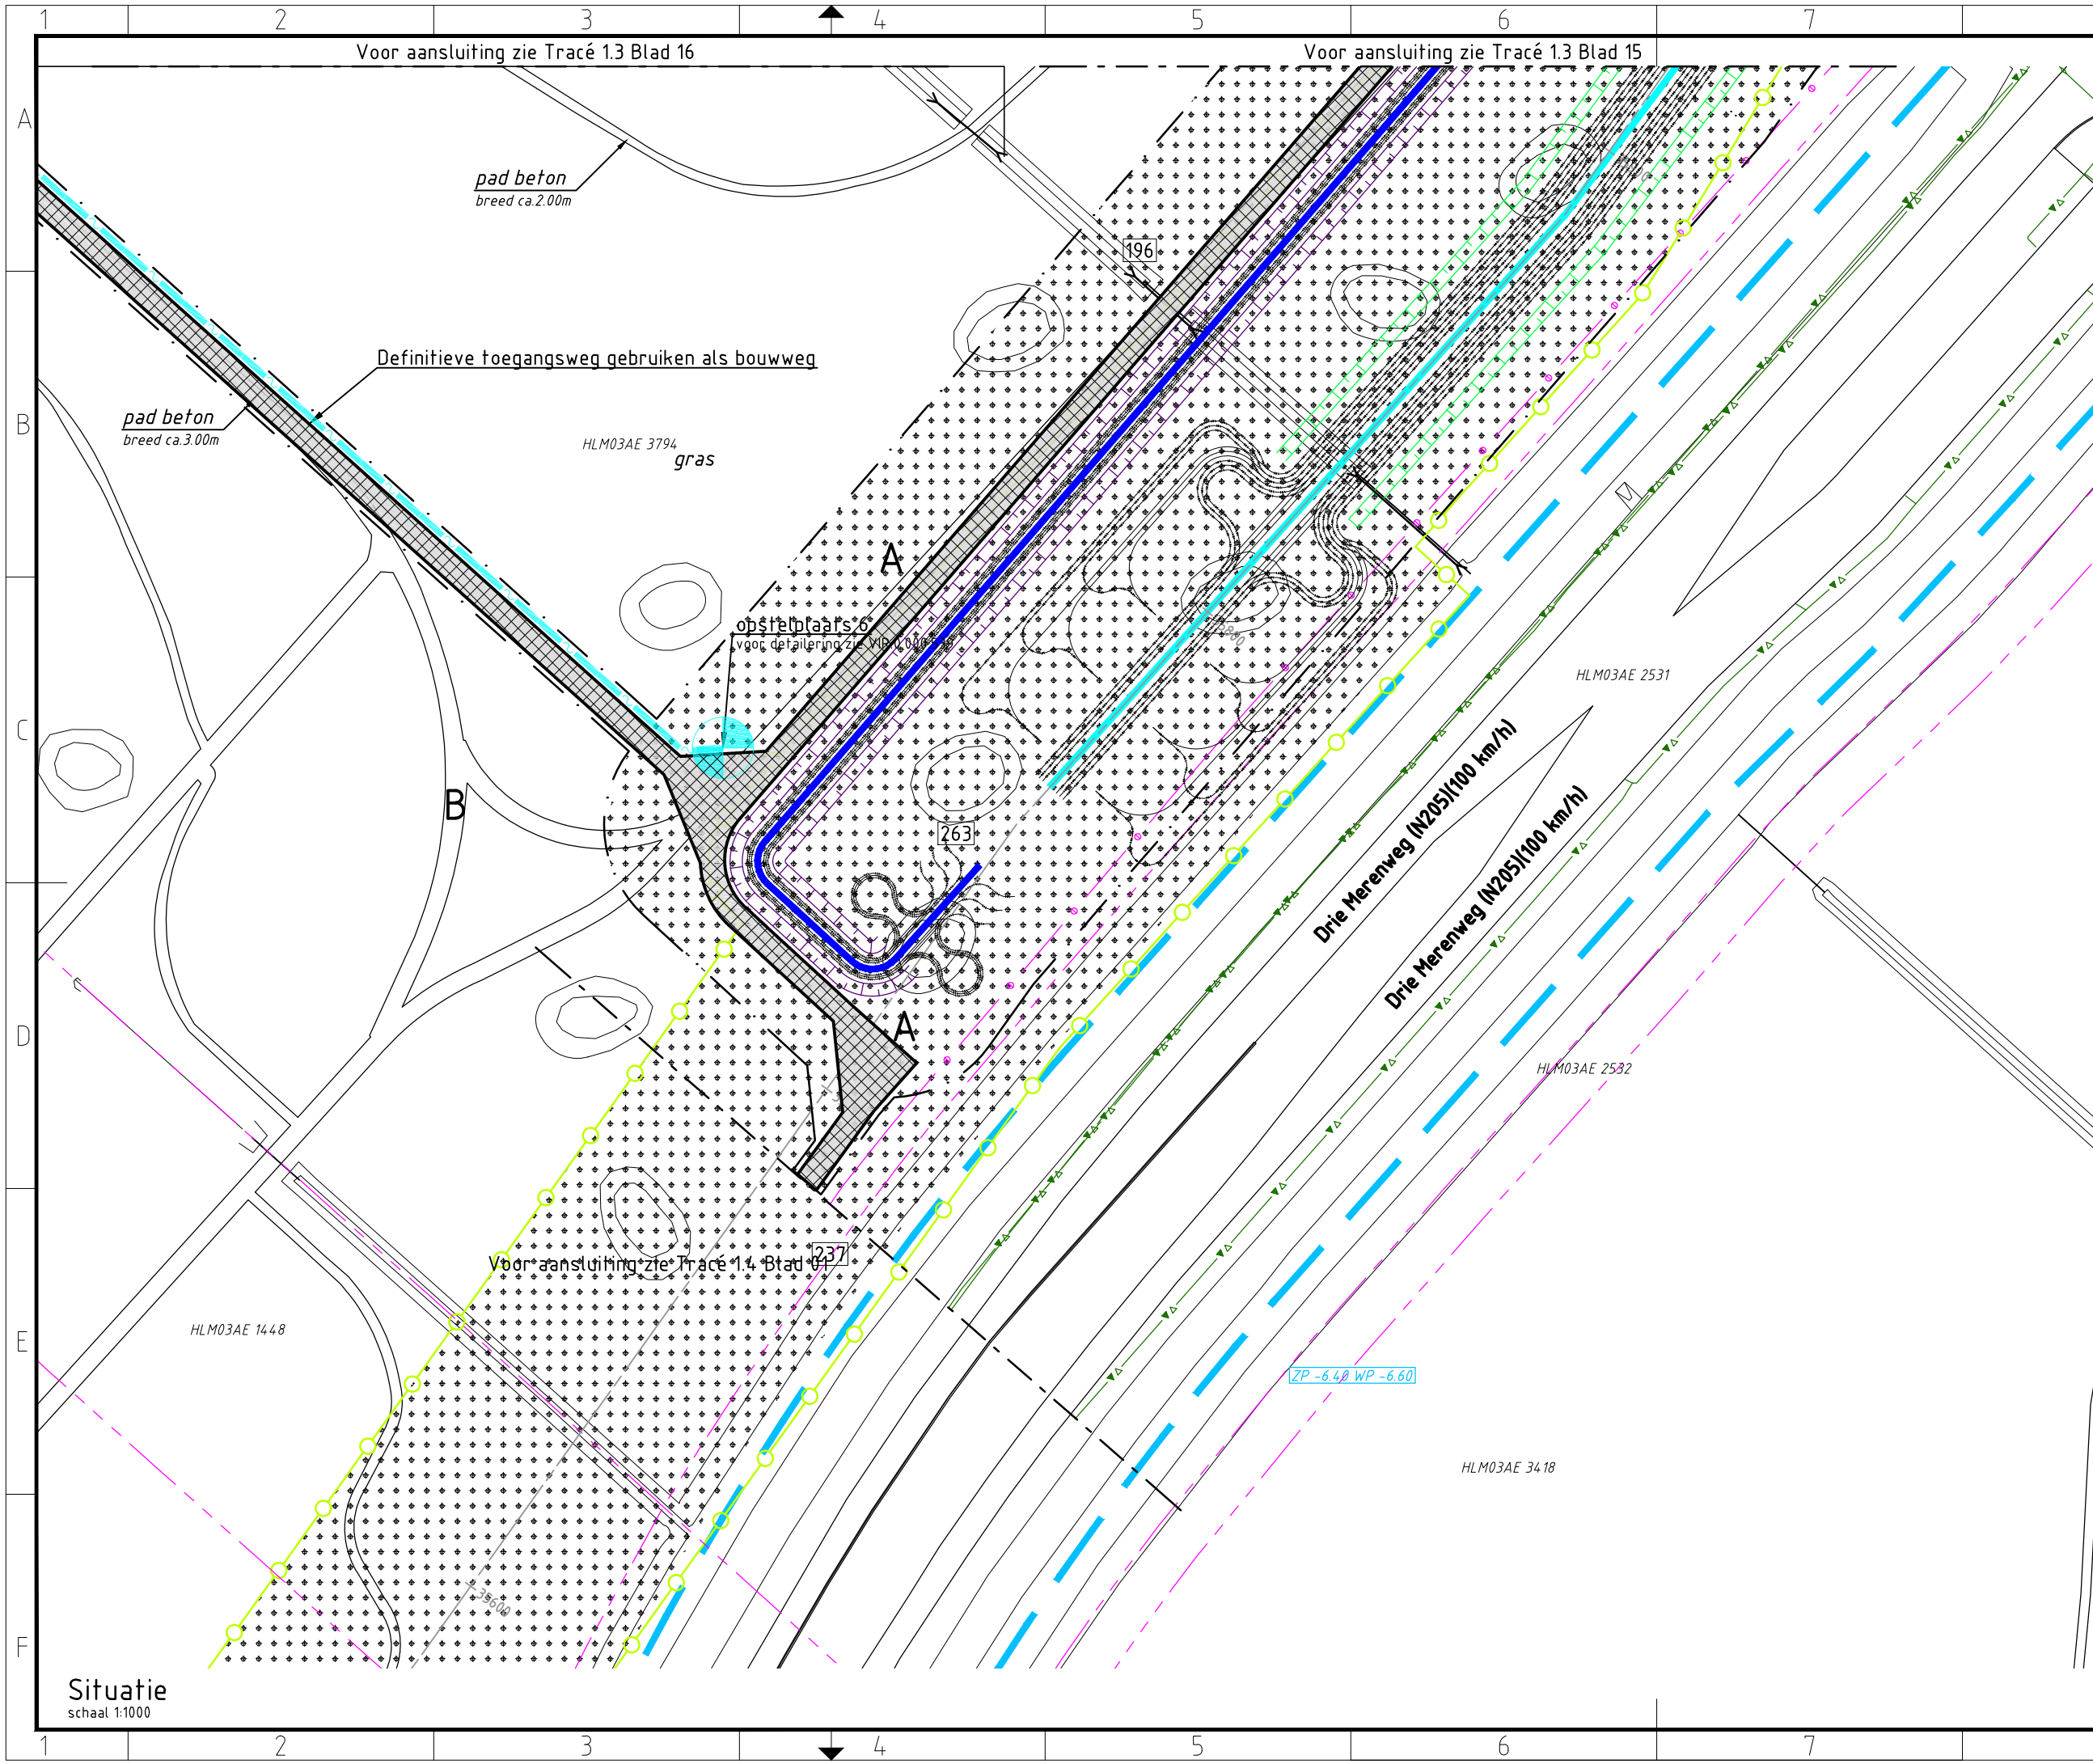 1 2 3 4 5 6 7
Voor aansluiting zie Tracé 1.3 Blad 16
Voor aansluiting zie Tracé 1.3 Blad 15
A
pad beton
breed ca.2.00m
196
Definitieve toegangsweg gebruiken als bouwweg
B
pad beton
breed ca.3.00m
HLM03AE 3794
gras
A
opstelplaats 6
voor detailering zie
HLM03AE 2531
C
B
263
Drie Merenweg (N205)(100 km/h)
Drie Merenweg (N205)(100 km/h)
D
A
HLM03AE 2532
237
Voor aansluiting zie Tracé 1.4 Blad 01
E
HLM03AE 1448
ZP -6.40 WP -6.60
HLM03AE 3418
35600
F
Situatie
schaal 1:1000
1 2 3 4 5 6 7